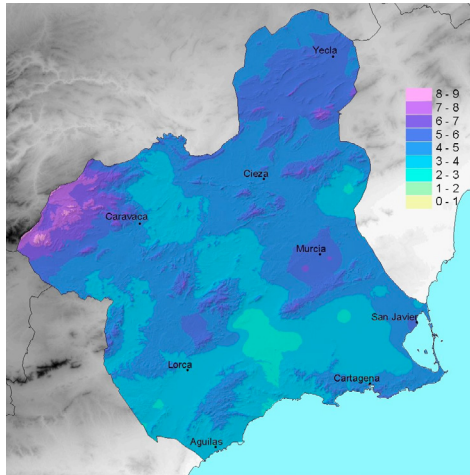 Yecla
8 - 9
7 - 8
6 - 7
5 - 6
4 - 5
3 - 4
2 - 3
1 - 2
0 - 1
Cieza
Caravaca
Murcia
San Javier
Lorca
Cartagena
Aguilas